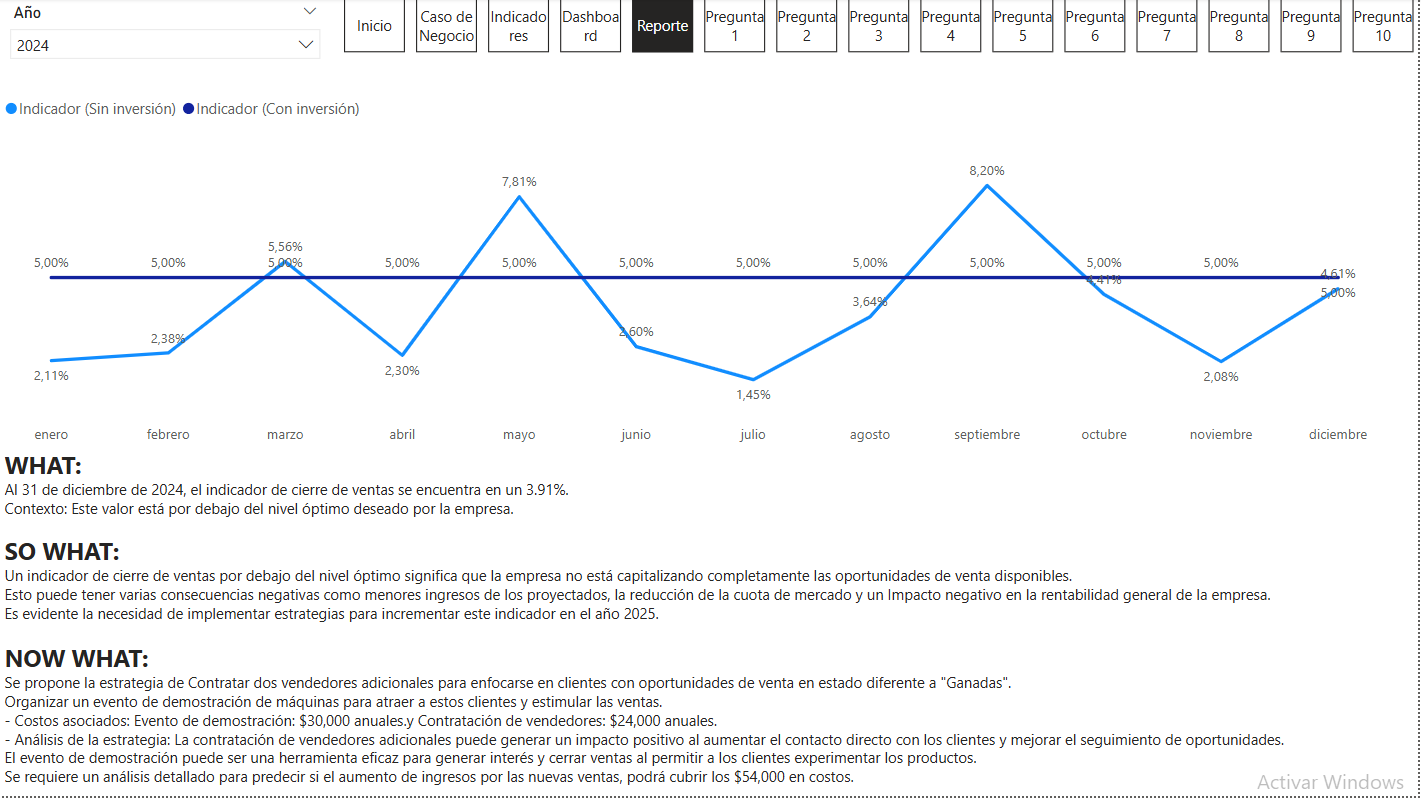 Año
2024
Inicio
Caso de
Negocio
Indicado
res
Dashboa
rd
Reporte
Pregunta
1
Pregunta
2
Pregunta
3
Pregunta
4
Pregunta
5
Pregunta
6
Pregunta
7
Pregunta
8
Pregunta
9
Pregunta
10
Indicador (Sin inversión) Indicador (Con inversión)
8,20%
7,81%
5,56%
5,00% 5,00% 5,00% 5,00% 5,00% 5,00% 5,00% 5,00% 5,00% 5,00% 5,00%
4,61%
4,41%
5,00%
3,64%
2,60%
2,38%
2,11%
2,30%
2,08%
1,45%
enero febrero marzo abril mayo junio julio agosto septiembre octubre noviembre diciembre
WHAT:
Al 31 de diciembre de 2024, el indicador de cierre de ventas se encuentra en un 3.91%.
Contexto: Este valor está por debajo del nivel óptimo deseado por la empresa.
SO WHAT:
Un indicador de cierre de ventas por debajo del nivel óptimo significa que la empresa no está capitalizando completamente las oportunidades de venta disponibles.
Esto puede tener varias consecuencias negativas como menores ingresos de los proyectados, la reducción de la cuota de mercado y un Impacto negativo en la rentabilidad general de la empresa.
Es evidente la necesidad de implementar estrategias para incrementar este indicador en el año 2025.
NOW WHAT:
Se propone la estrategia de Contratar dos vendedores adicionales para enfocarse en clientes con oportunidades de venta en estado diferente a "Ganadas".
Organizar un evento de demostración de máquinas para atraer a estos clientes y estimular las ventas.
- Costos asociados: Evento de demostración: $30,000 anuales.y Contratación de vendedores: $24,000 anuales.
- Análisis de la estrategia: La contratación de vendedores adicionales puede generar un impacto positivo al aumentar el contacto directo con los clientes y mejorar el seguimiento de oportunidades.
El evento de demostración puede ser una herramienta eficaz para generar interés y cerrar ventas al permitir a los clientes experimentar los productos.
Se requiere un análisis detallado para predecir si el aumento de ingresos por las nuevas ventas, podrá cubrir los $54,000 en costos.
Activar Windows